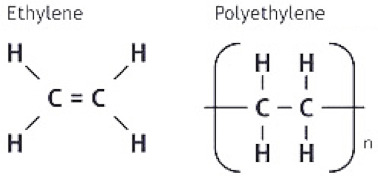 Ethylene Polyethylene
H H H H
C = C C – C
H H H H n